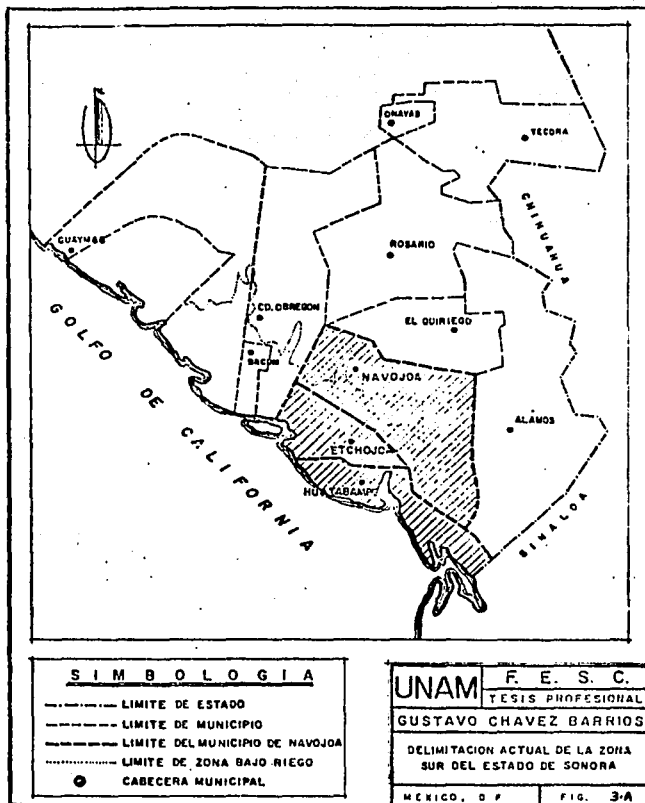 ONAVAS
YECORA
CHIHUAHUA
GUAYMAS
ROSARIO
CD. OBREGON
EL QUIRIEGO
BACUM
NAVOJOA
ALAMOS
ETCHOJOA
HUATABAMPO
GOLFO DE CALIFORNIA
SINALOA
SIMBOLOGIA
LIMITE DE ESTADO
LIMITE DE MUNICIPIO
LIMITE DEL MUNICIPIO DE NAVOJOA
LIMITE DE ZONA BAJO RIEGO
CABECERA MUNICIPAL
UNAM
F. E. S. C.
TESIS PROFESIONAL
GUSTAVO CHAVEZ BARRIOS
DELIMITACION ACTUAL DE LA ZONA
SUR DEL ESTADO DE SONORA
MEXICO, D F
FIG. 3-A